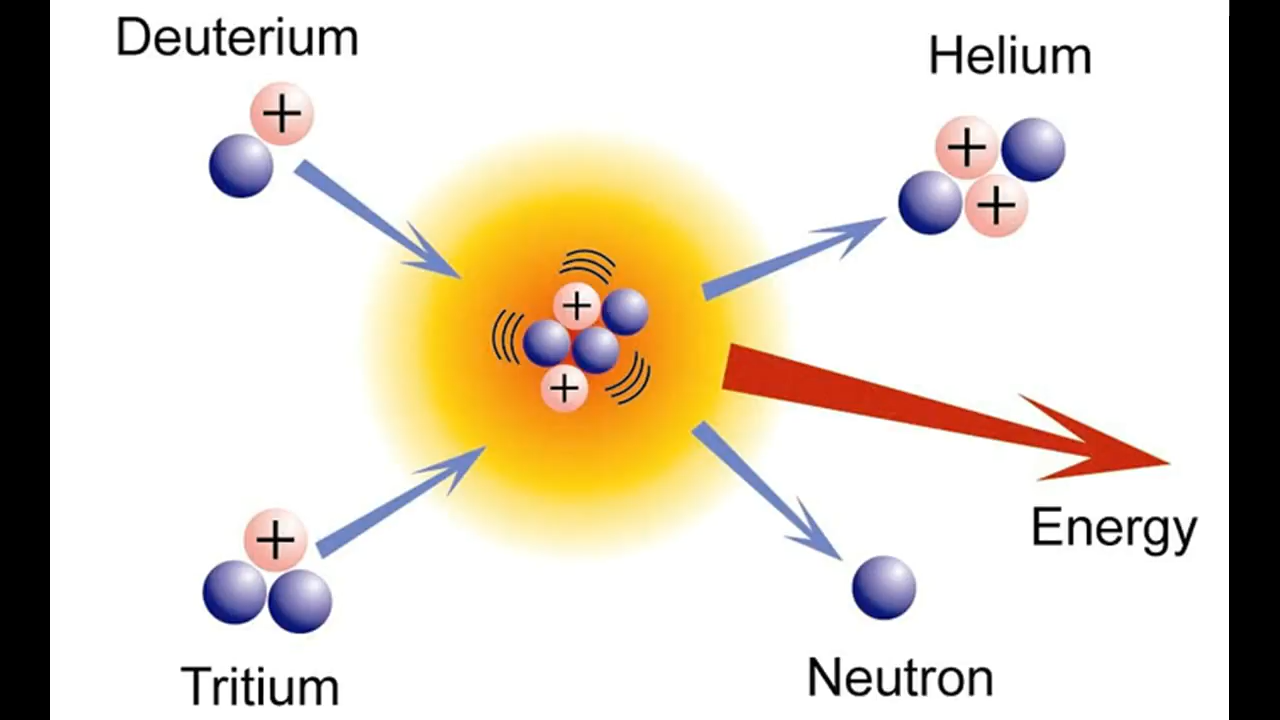 Deuterium
Helium
+
+
+
+
+
+
Energy
Tritium
Neutron